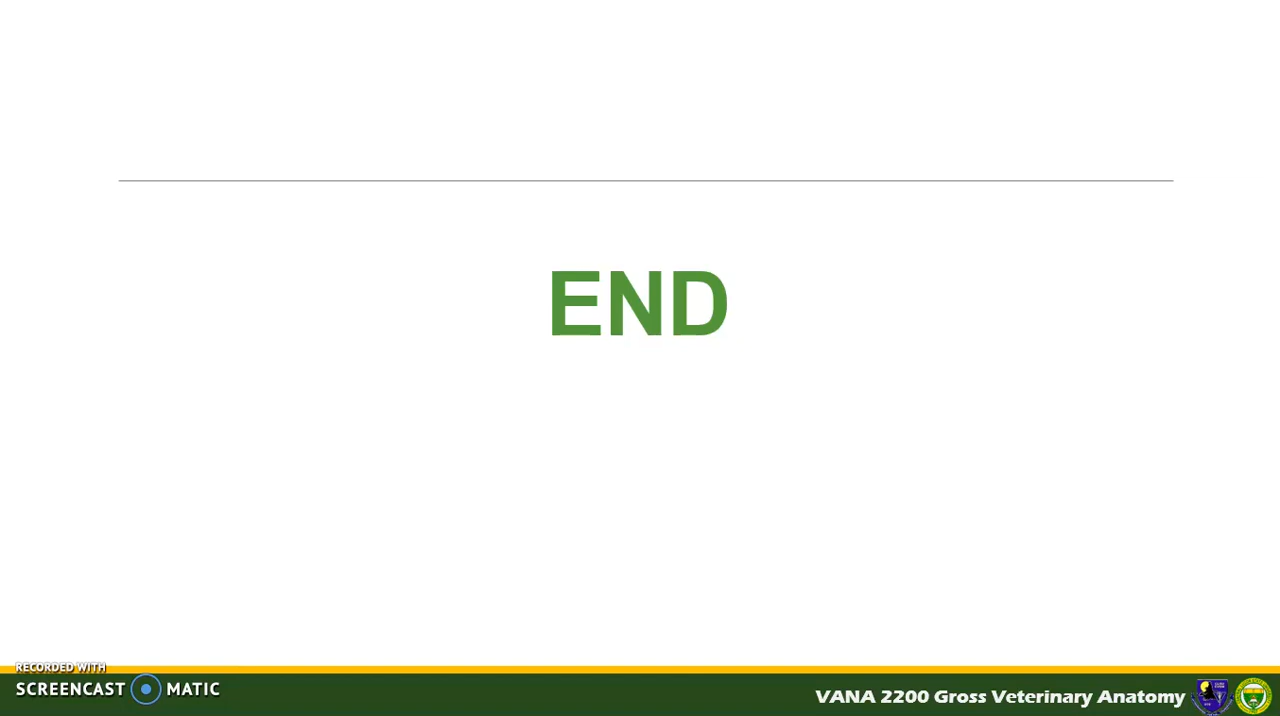 END
RECORDED WITH
SCREENCAST MATIC
VANA 2200 Gross Veterinary Anatomy